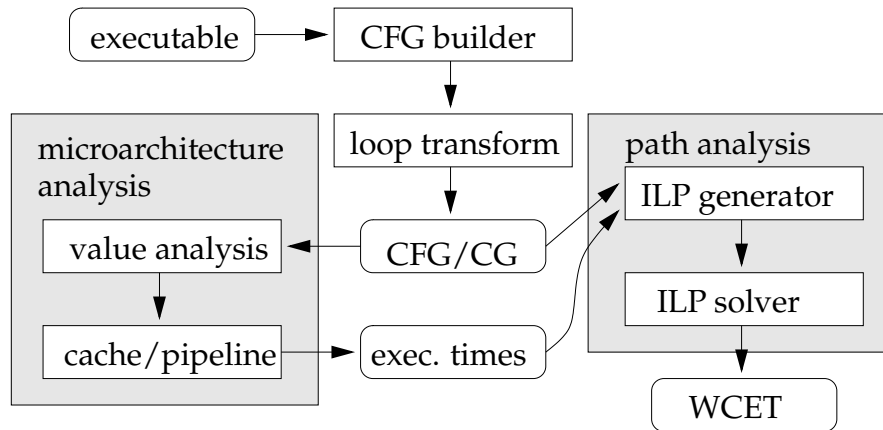 executable
CFG builder
loop transform
microarchitecture
analysis
path analysis
ILP generator
value analysis
CFG/CG
ILP solver
cache/pipeline
exec. times
WCET